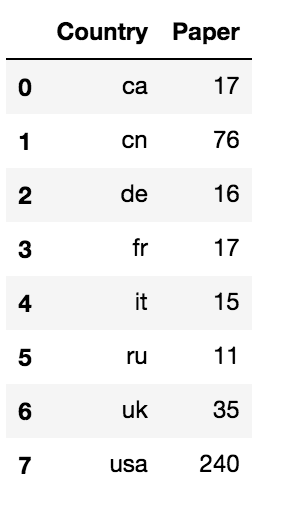 Country Paper
0 ca 17
1 cn 76
2 de 16
3 fr 17
4 it 15
5 ru 11
6 uk 35
7 usa 240